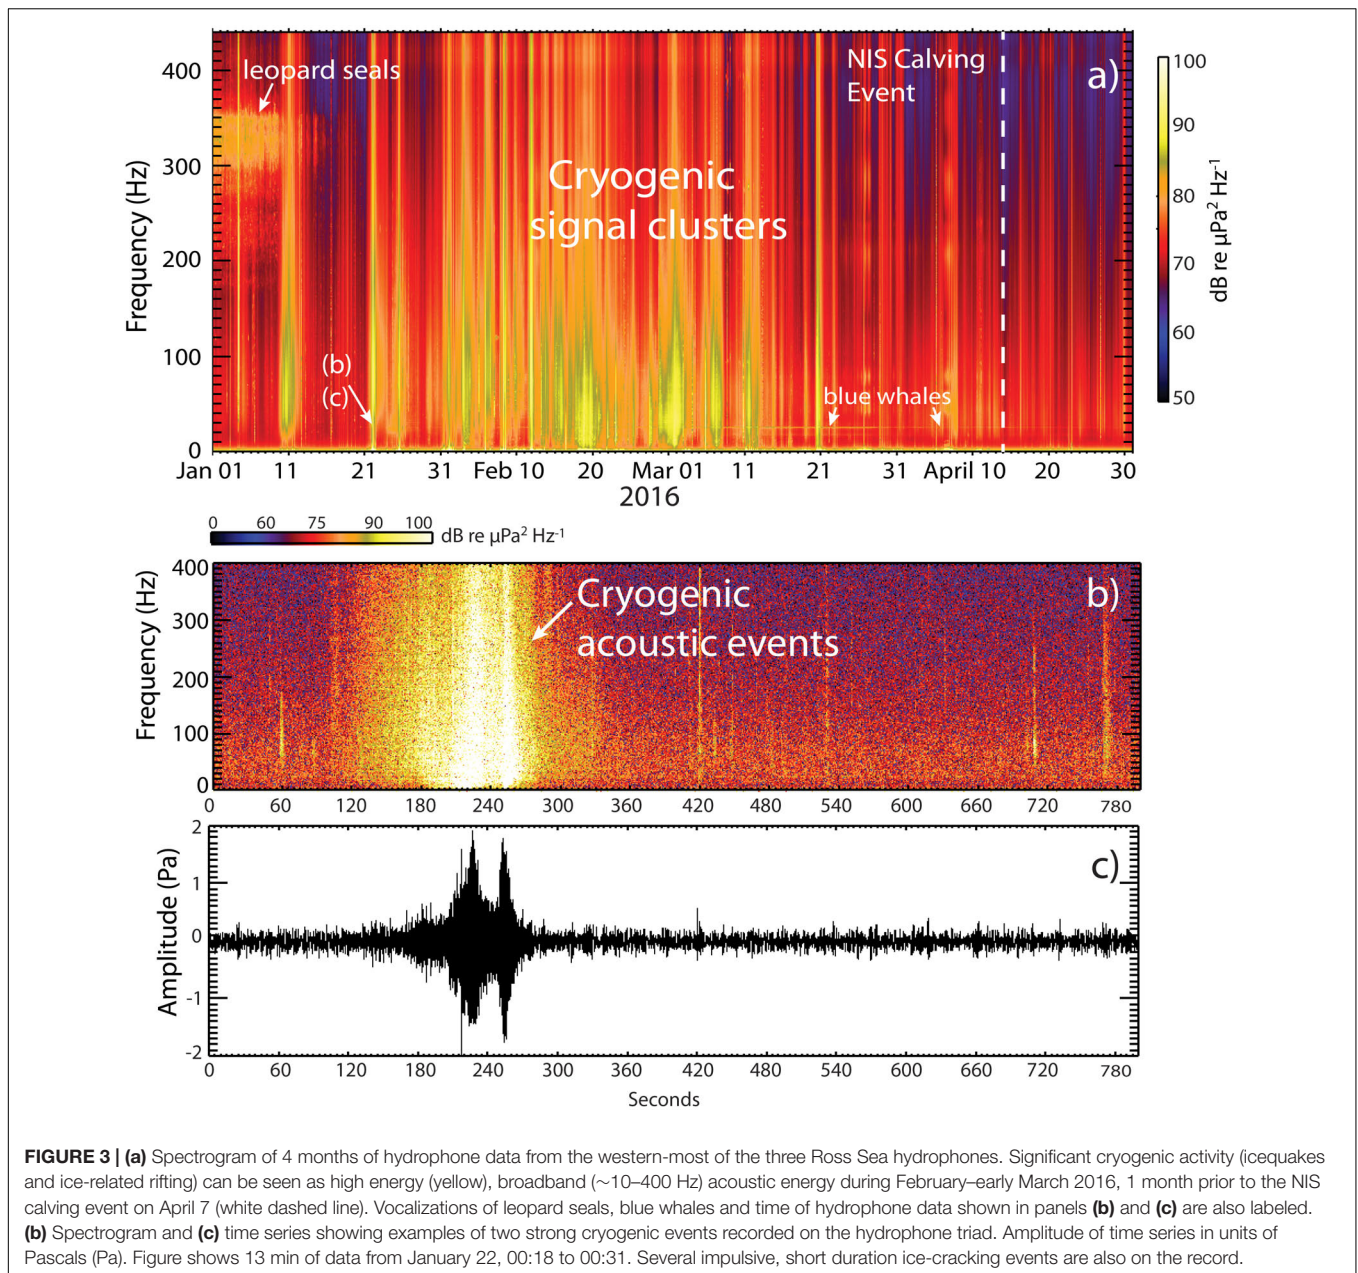 400
300
200
100
0
Frequency (Hz)
leopard seals
NIS Calving
Event
a)
Cryogenic
signal clusters
(b)
(c)
blue whales
100
90
80
70
60
50
dB re µPa² Hz⁻¹
Jan 01 11 21 31 Feb 10 20 Mar 01 11 21 31 April 10 20 30
2016
0 60 75 90 100
dB re µPa² Hz⁻¹
400
300
200
100
0
Frequency (Hz)
Cryogenic
acoustic events
b)
0 60 120 180 240 300 360 420 480 540 600 660 720 780
2
1
0
-1
-2
Amplitude (Pa)
c)
0 60 120 180 240 300 360 420 480 540 600 660 720 780
Seconds
FIGURE 3 | (a) Spectrogram of 4 months of hydrophone data from the western-most of the three Ross Sea hydrophones. Significant cryogenic activity (icequakes
and ice-related rifting) can be seen as high energy (yellow), broadband (∼10–400 Hz) acoustic energy during February–early March 2016, 1 month prior to the NIS
calving event on April 7 (white dashed line). Vocalizations of leopard seals, blue whales and time of hydrophone data shown in panels (b) and (c) are also labeled.
(b) Spectrogram and (c) time series showing examples of two strong cryogenic events recorded on the hydrophone triad. Amplitude of time series in units of
Pascals (Pa). Figure shows 13 min of data from January 22, 00:18 to 00:31. Several impulsive, short duration ice-cracking events are also on the record.